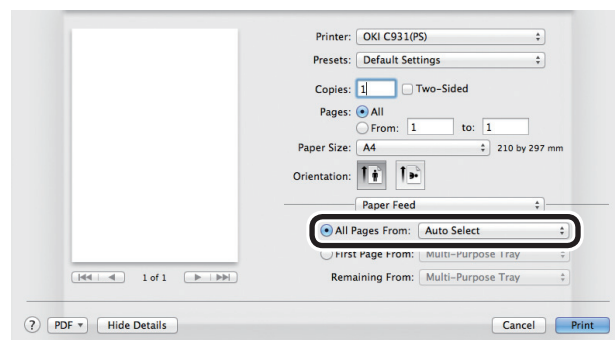 Printer: OKI C931(PS)
Presets: Default Settings
Copies: 1 Two-Sided
Pages: All
From: 1 to: 1
Paper Size: A4 210 by 297 mm
Orientation:
Paper Feed
All Pages From: Auto Select
First Page From: Multi-Purpose Tray
Remaining From: Multi-Purpose Tray
1 of 1
? PDF Hide Details Cancel Print